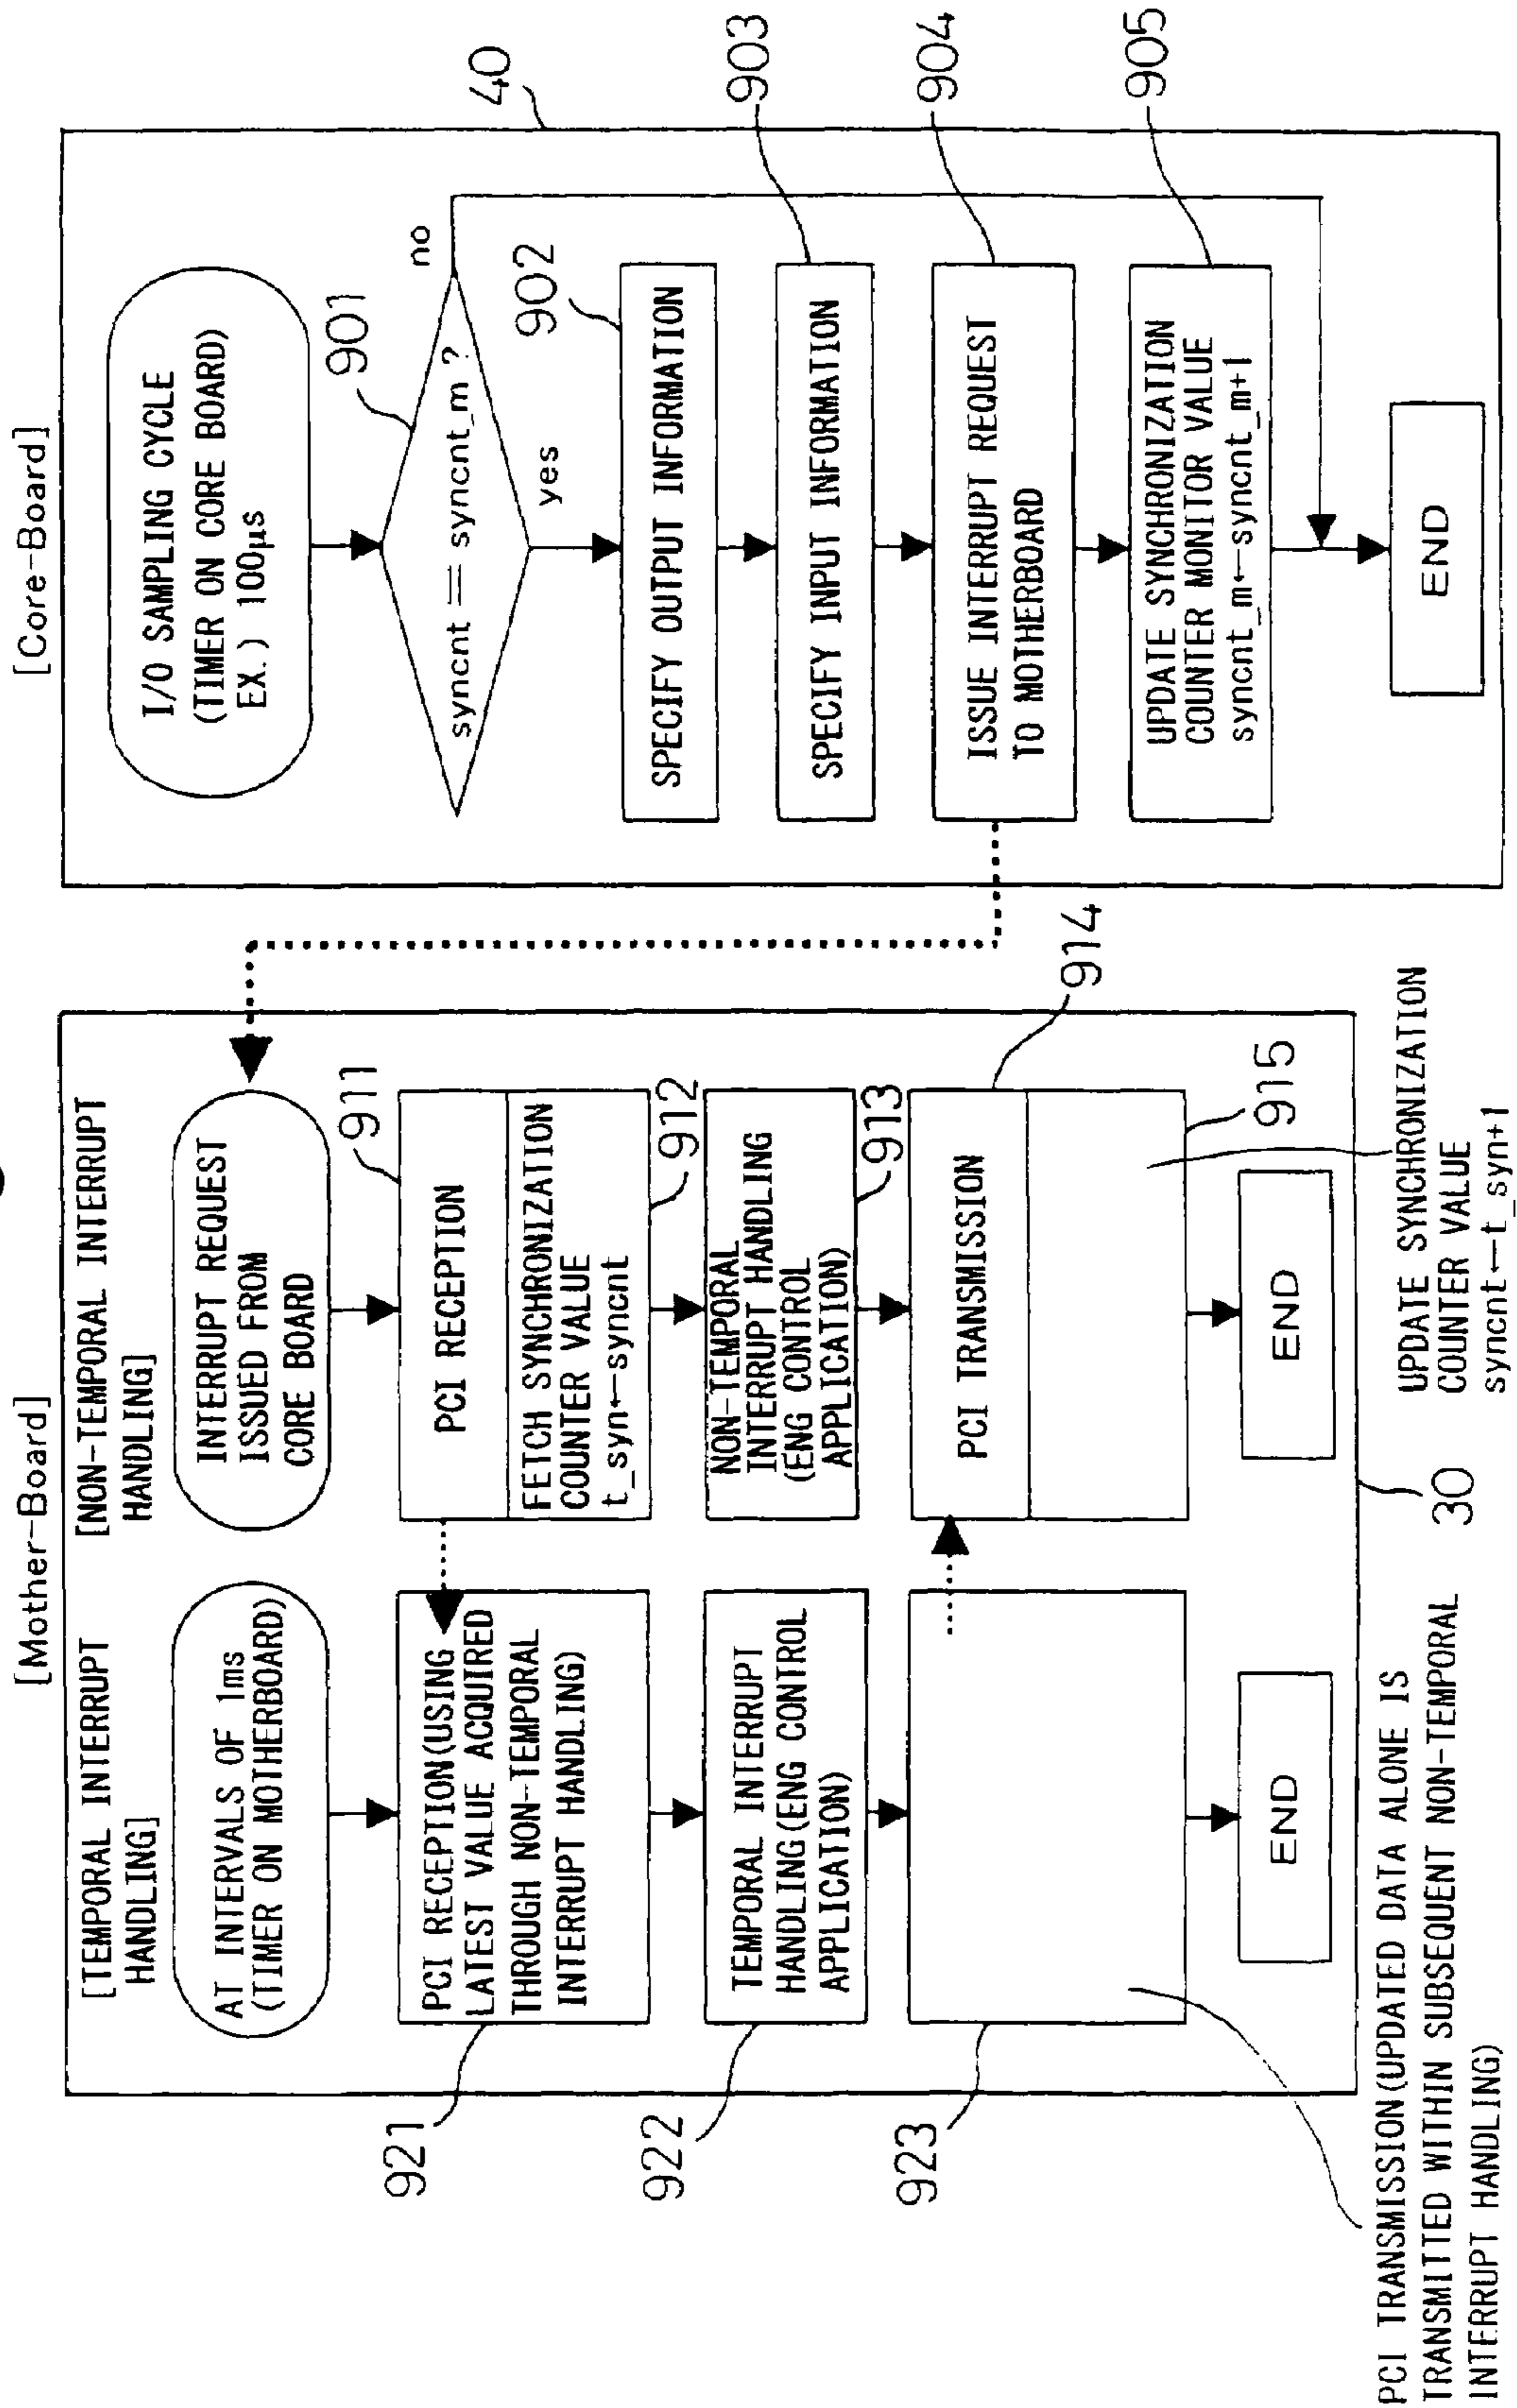 [Mother-Board]
[TEMPORAL INTERRUPT
HANDLING]
AT INTERVALS OF 1ms
(TIMER ON MOTHERBOARD)
PCI RECEPTION(USING
LATEST VALUE ACQUIRED
THROUGH NON-TEMPORAL
INTERRUPT HANDLING)
921
TEMPORAL INTERRUPT
HANDLING(ENG CONTROL
APPLICATION)
922
923
END
PCI TRANSMISSION(UPDATED DATA ALONE IS
TRANSMITTED WITHIN SUBSEQUENT NON-TEMPORAL
INTERRUPT HANDLING)
[NON-TEMPORAL INTERRUPT
HANDLING]
INTERRUPT REQUEST
ISSUED FROM
CORE BOARD
911
PCI RECEPTION
FETCH SYNCHRONIZATION
COUNTER VALUE
t_syn←syncnt
912
NON-TEMPORAL
INTERRUPT HANDLING
(ENG CONTROL
APPLICATION)
913
PCI TRANSMISSION
914
915
END
30
UPDATE SYNCHRONIZATION
COUNTER VALUE
syncnt←t_syn+1
[Core-Board]
40
I/O SAMPLING CYCLE
(TIMER ON CORE BOARD)
EX.) 100μs
901
syncnt == syncnt_m ?
no
yes
902
SPECIFY OUTPUT INFORMATION
903
SPECIFY INPUT INFORMATION
904
ISSUE INTERRUPT REQUEST
TO MOTHERBOARD
905
UPDATE SYNCHRONIZATION
COUNTER MONITOR VALUE
syncnt_m←syncnt_m+1
END